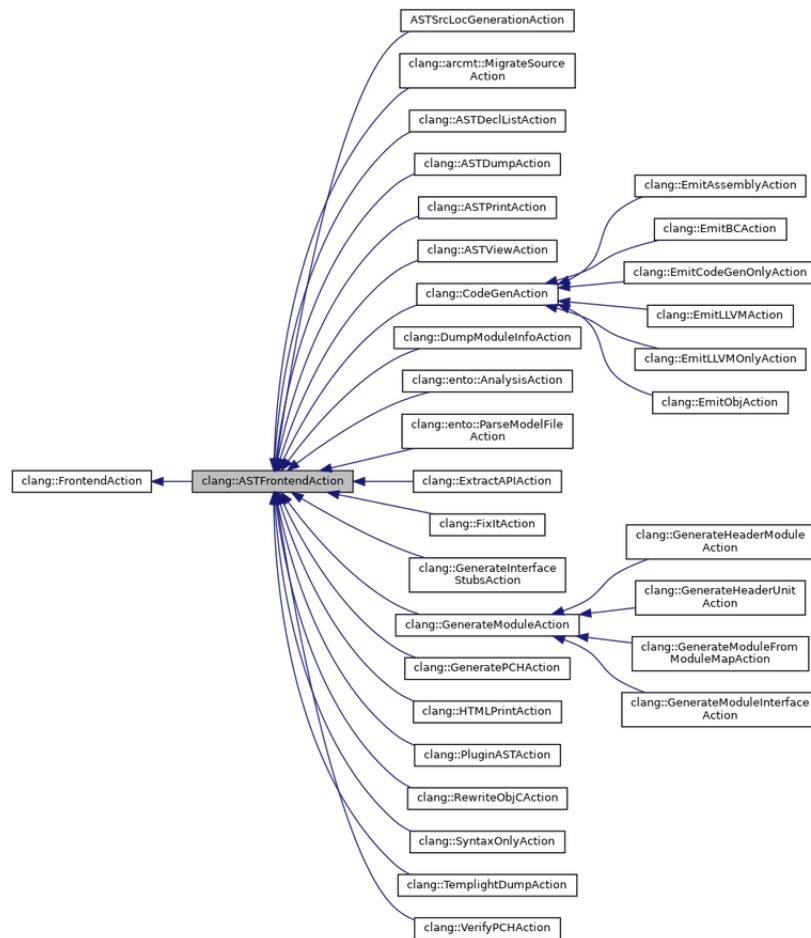 ASTSrcLocGenerationAction
clang::arcmt::MigrateSource
Action
clang::ASTDeclListAction
clang::ASTDumpAction
clang::ASTPrintAction
clang::ASTViewAction
clang::CodeGenAction
clang::DumpModuleInfoAction
clang::ento::AnalysisAction
clang::ento::ParseModelFile
Action
clang::FrontendAction
clang::ASTFrontendAction
clang::ExtractAPIAction
clang::FixItAction
clang::GenerateInterface
StubsAction
clang::GenerateModuleAction
clang::GeneratePCHAction
clang::HTMLPrintAction
clang::PluginASTAction
clang::RewriteObjCAction
clang::SyntaxOnlyAction
clang::TemplightDumpAction
clang::VerifyPCHAction
clang::EmitAssemblyAction
clang::EmitBCAction
clang::EmitCodeGenOnlyAction
clang::EmitLLVMAction
clang::EmitLLVMOnlyAction
clang::EmitObjAction
clang::GenerateHeaderModule
Action
clang::GenerateHeaderUnit
Action
clang::GenerateModuleFrom
ModuleMapAction
clang::GenerateModuleInterface
Action